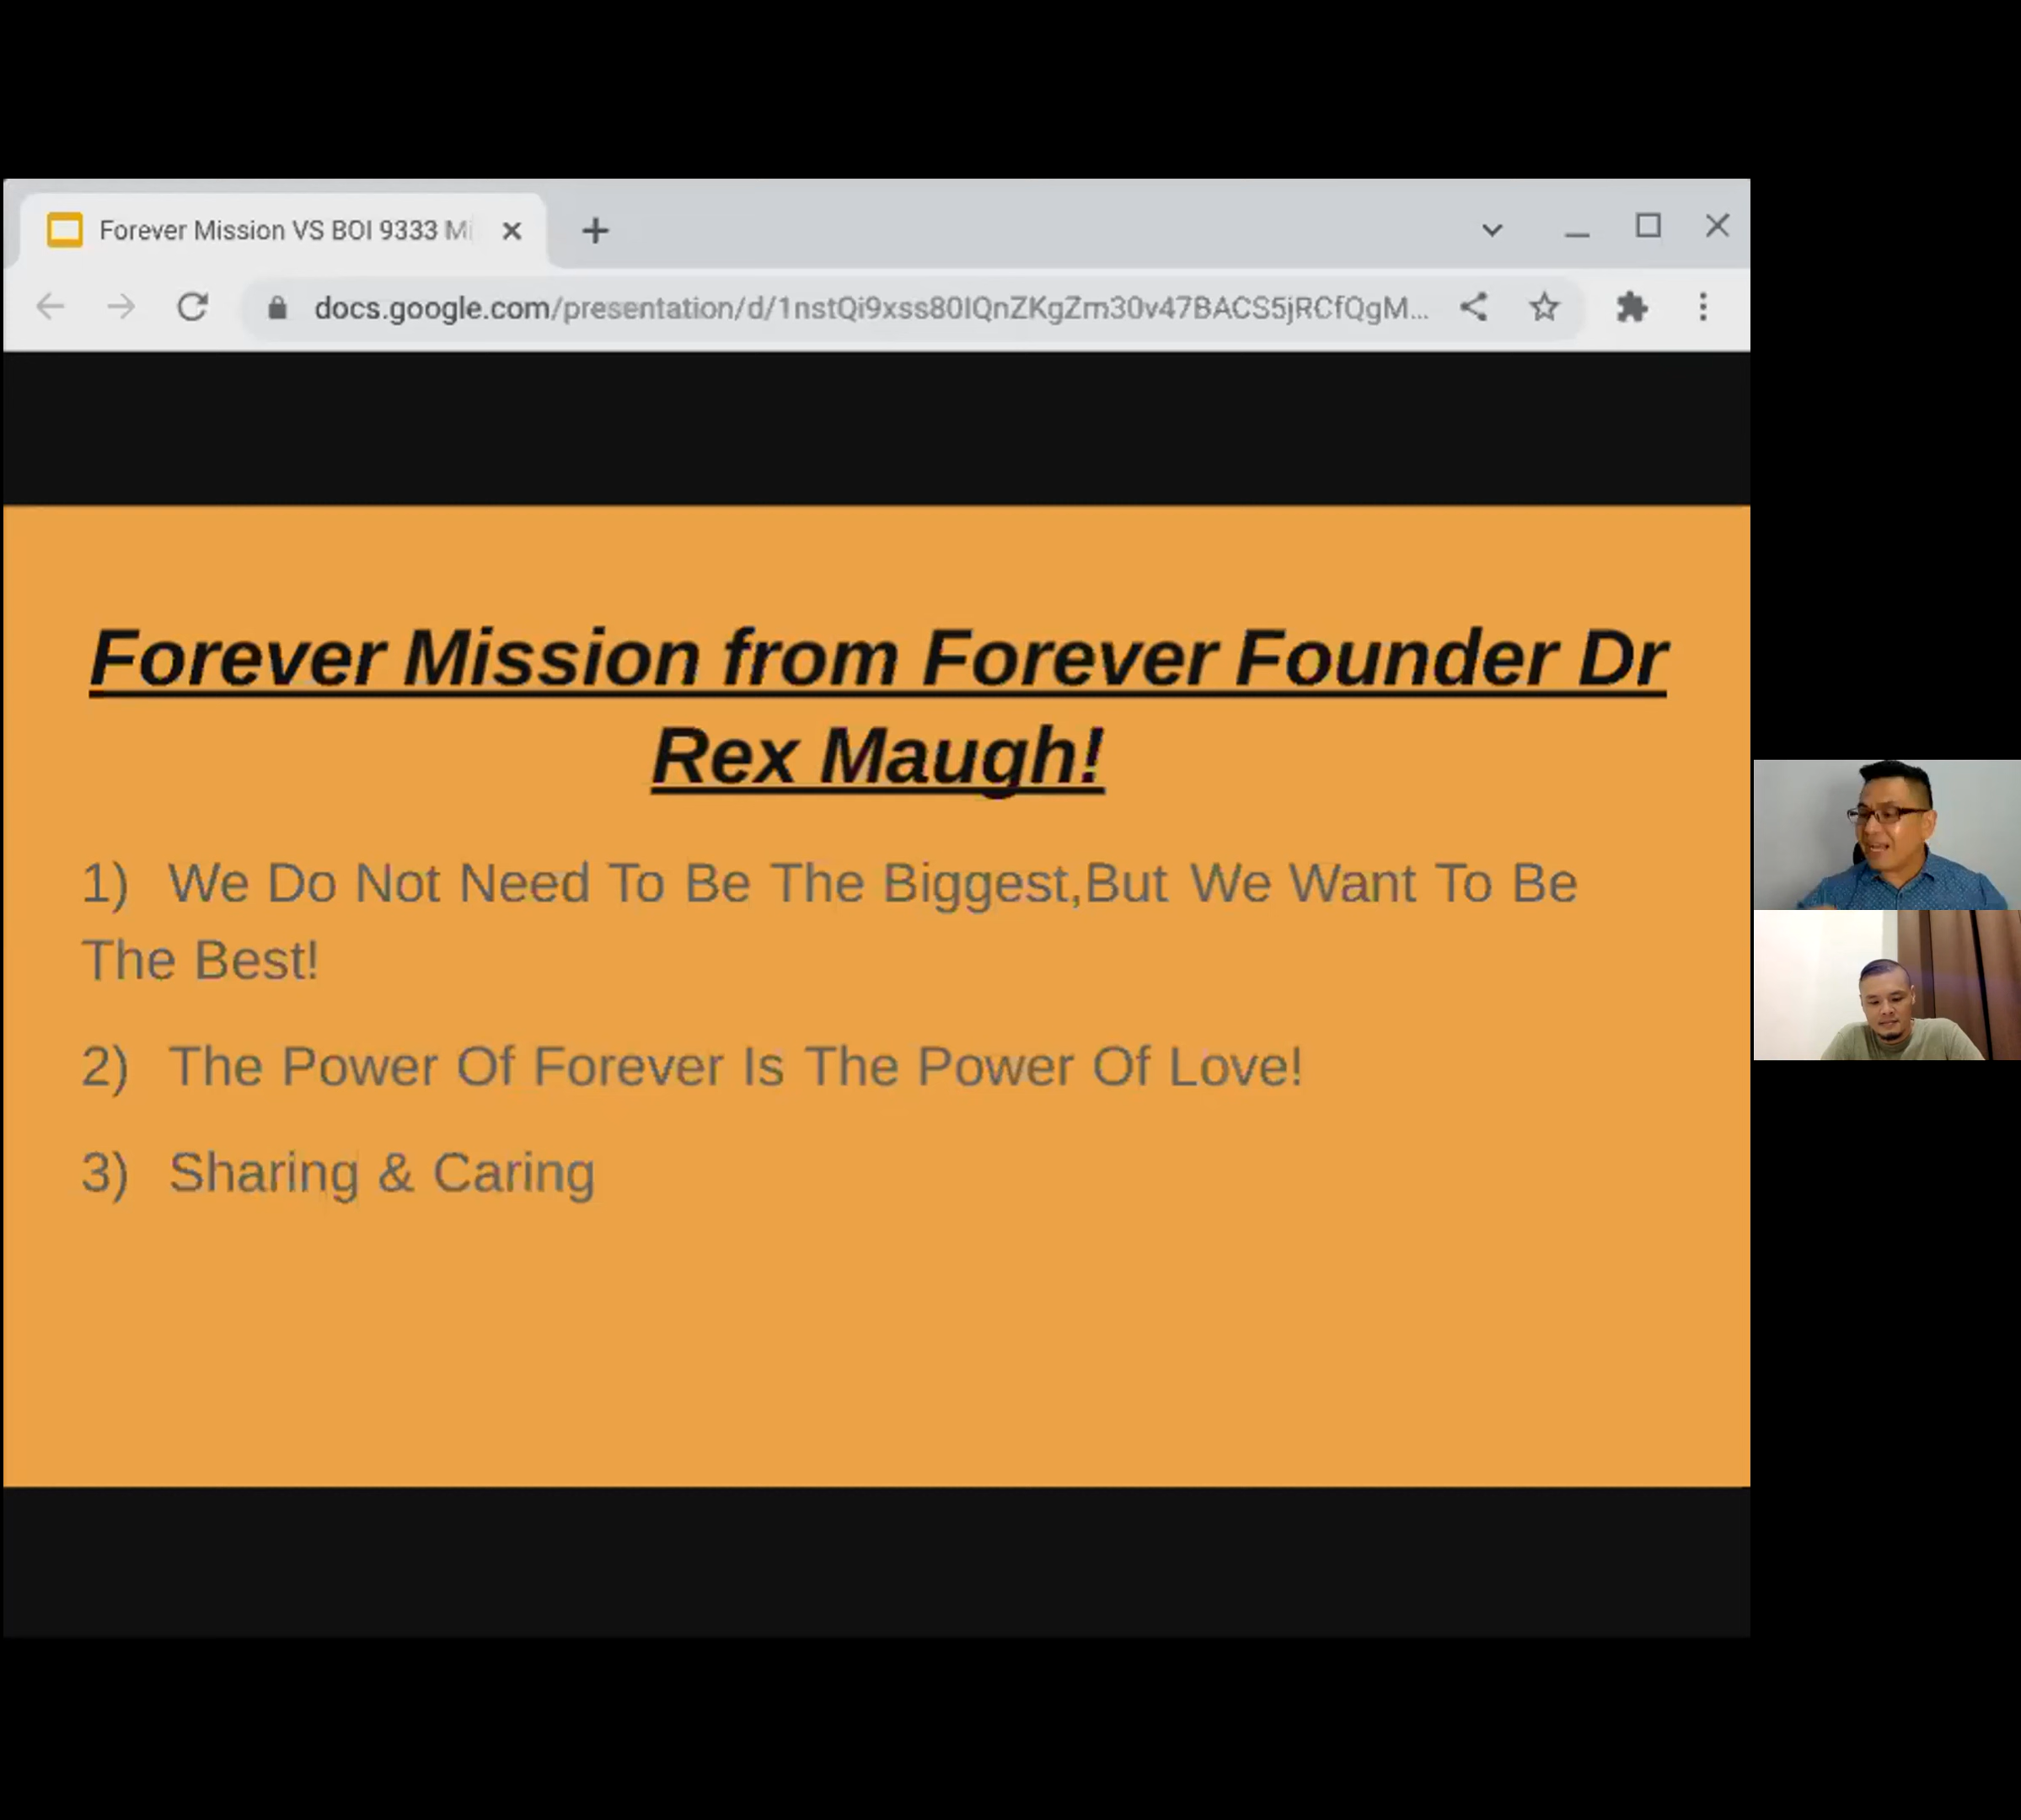 Forever Mission VS BOI 9333 Mi
docs.google.com/presentation/d/1nstQi9xss80IQnZKgZm30v47BACS5jRCfQgM...
Forever Mission from Forever Founder Dr
Rex Maugh!
1) We Do Not Need To Be The Biggest,But We Want To Be
The Best!
2) The Power Of Forever Is The Power Of Love!
3) Sharing & Caring